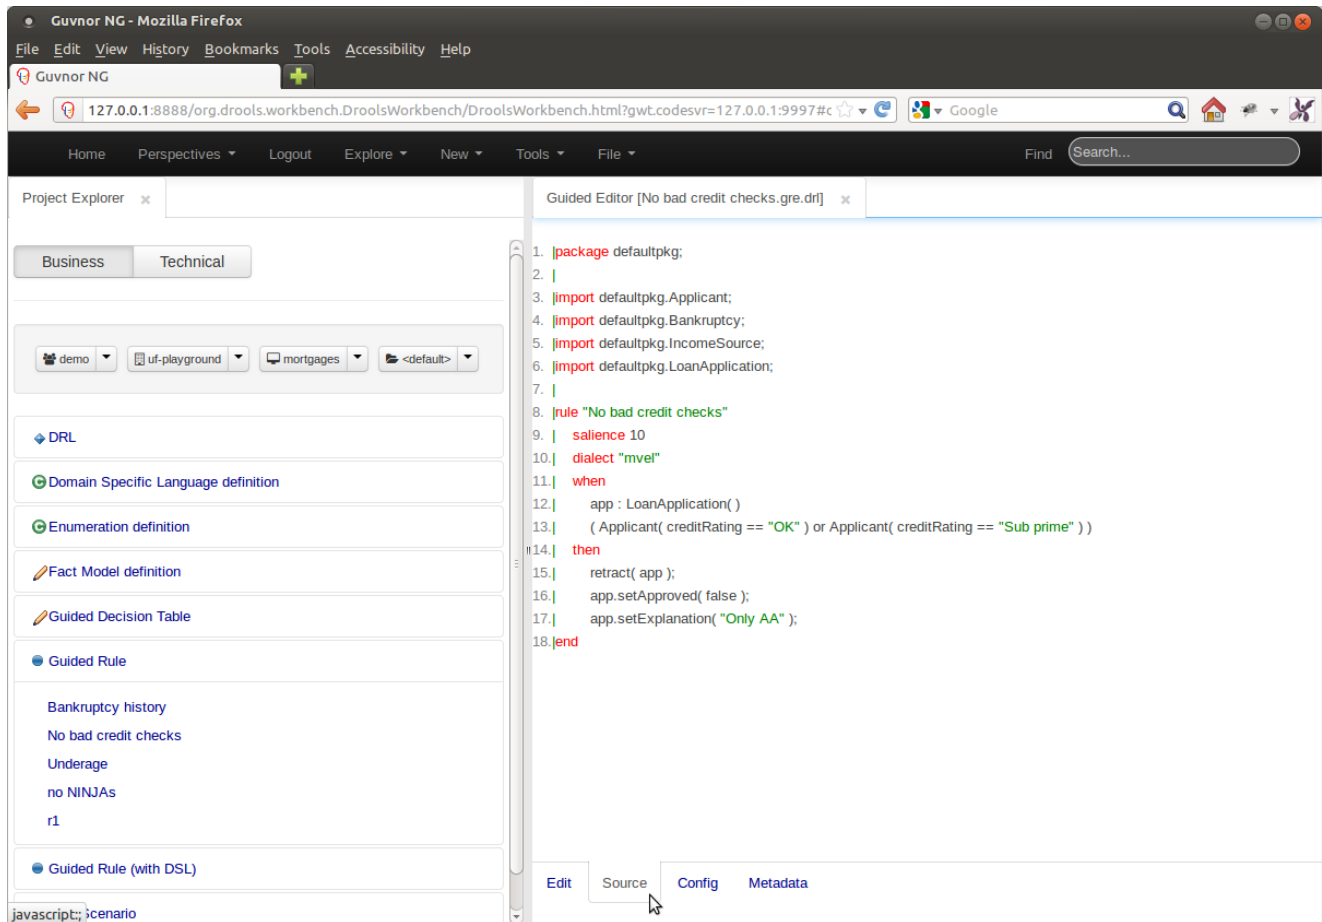 Guvnor NG - Mozilla Firefox
File Edit View History Bookmarks Tools Accessibility Help
Guvnor NG
127.0.0.1:8888/org.drools.workbench.DroolsWorkbench/DroolsWorkbench.html?gwt.codesvr=127.0.0.1:9997#c Google
Home Perspectives Logout Explore New Tools File Find Search...
Project Explorer
Business Technical
demo uf-playground mortgages <default>
DRL
Domain Specific Language definition
Enumeration definition
Fact Model definition
Guided Decision Table
Guided Rule
Bankruptcy history
No bad credit checks
Underage
no NINJAs
r1
Guided Rule (with DSL)
Scenario
javascript:;
Guided Editor [No bad credit checks.gre.drl]
1. |package defaultpkg;
2. |
3. |import defaultpkg.Applicant;
4. |import defaultpkg.Bankruptcy;
5. |import defaultpkg.IncomeSource;
6. |import defaultpkg.LoanApplication;
7. |
8. |rule "No bad credit checks"
9. | salience 10
10.| dialect "mvel"
11.| when
12.| app : LoanApplication( )
13.| ( Applicant( creditRating == "OK" ) or Applicant( creditRating == "Sub prime" ) )
14.| then
15.| retract( app );
16.| app.setApproved( false );
17.| app.setExplanation( "Only AA" );
18.|end
Edit Source Config Metadata